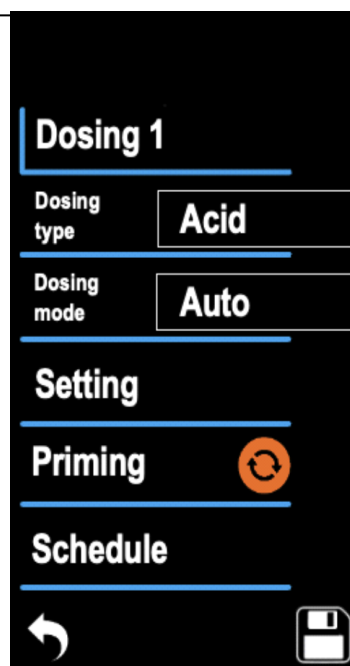 Dosing 1
Dosing
type
Acid
Dosing
mode
Auto
Setting
Priming
Schedule